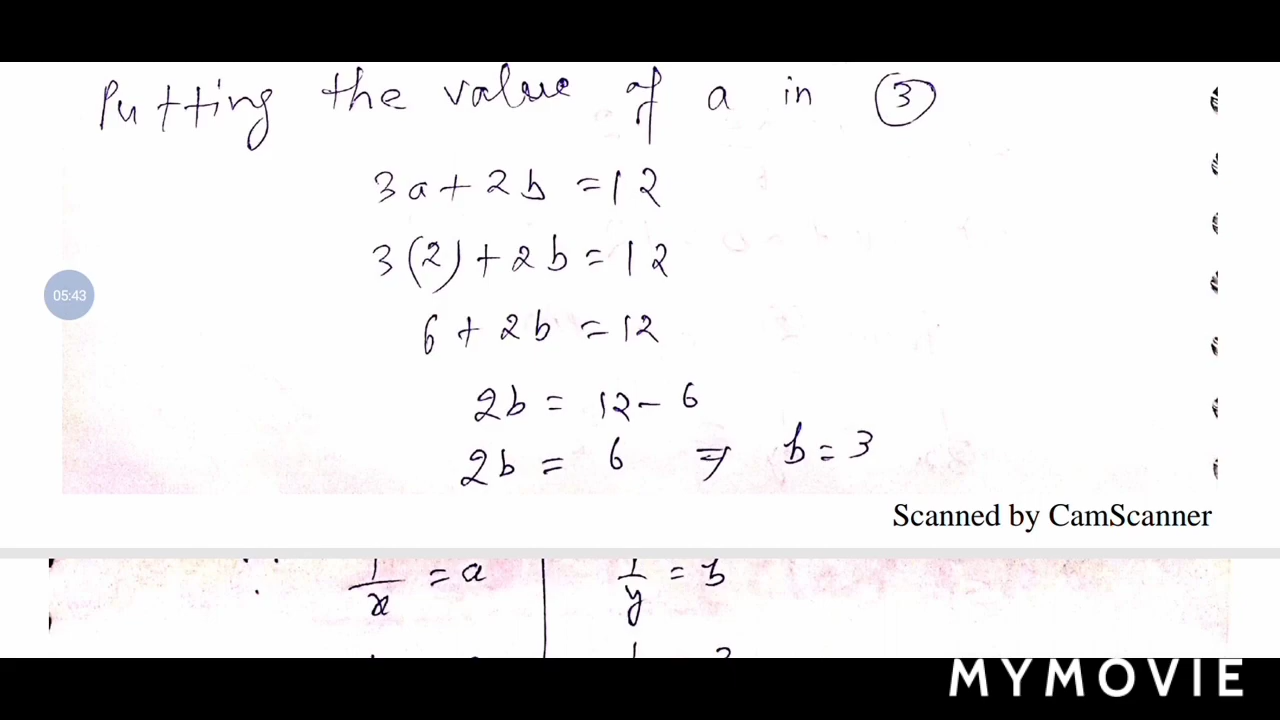 Putting the value of a in ③
3a + 2b = 12
3(2) + 2b = 12
05:43
6 + 2b = 12
2b = 12 - 6
2b = 6 ⇒ b = 3
Scanned by CamScanner
∵ 1/x = a | 1/y = b
MYMOVIE